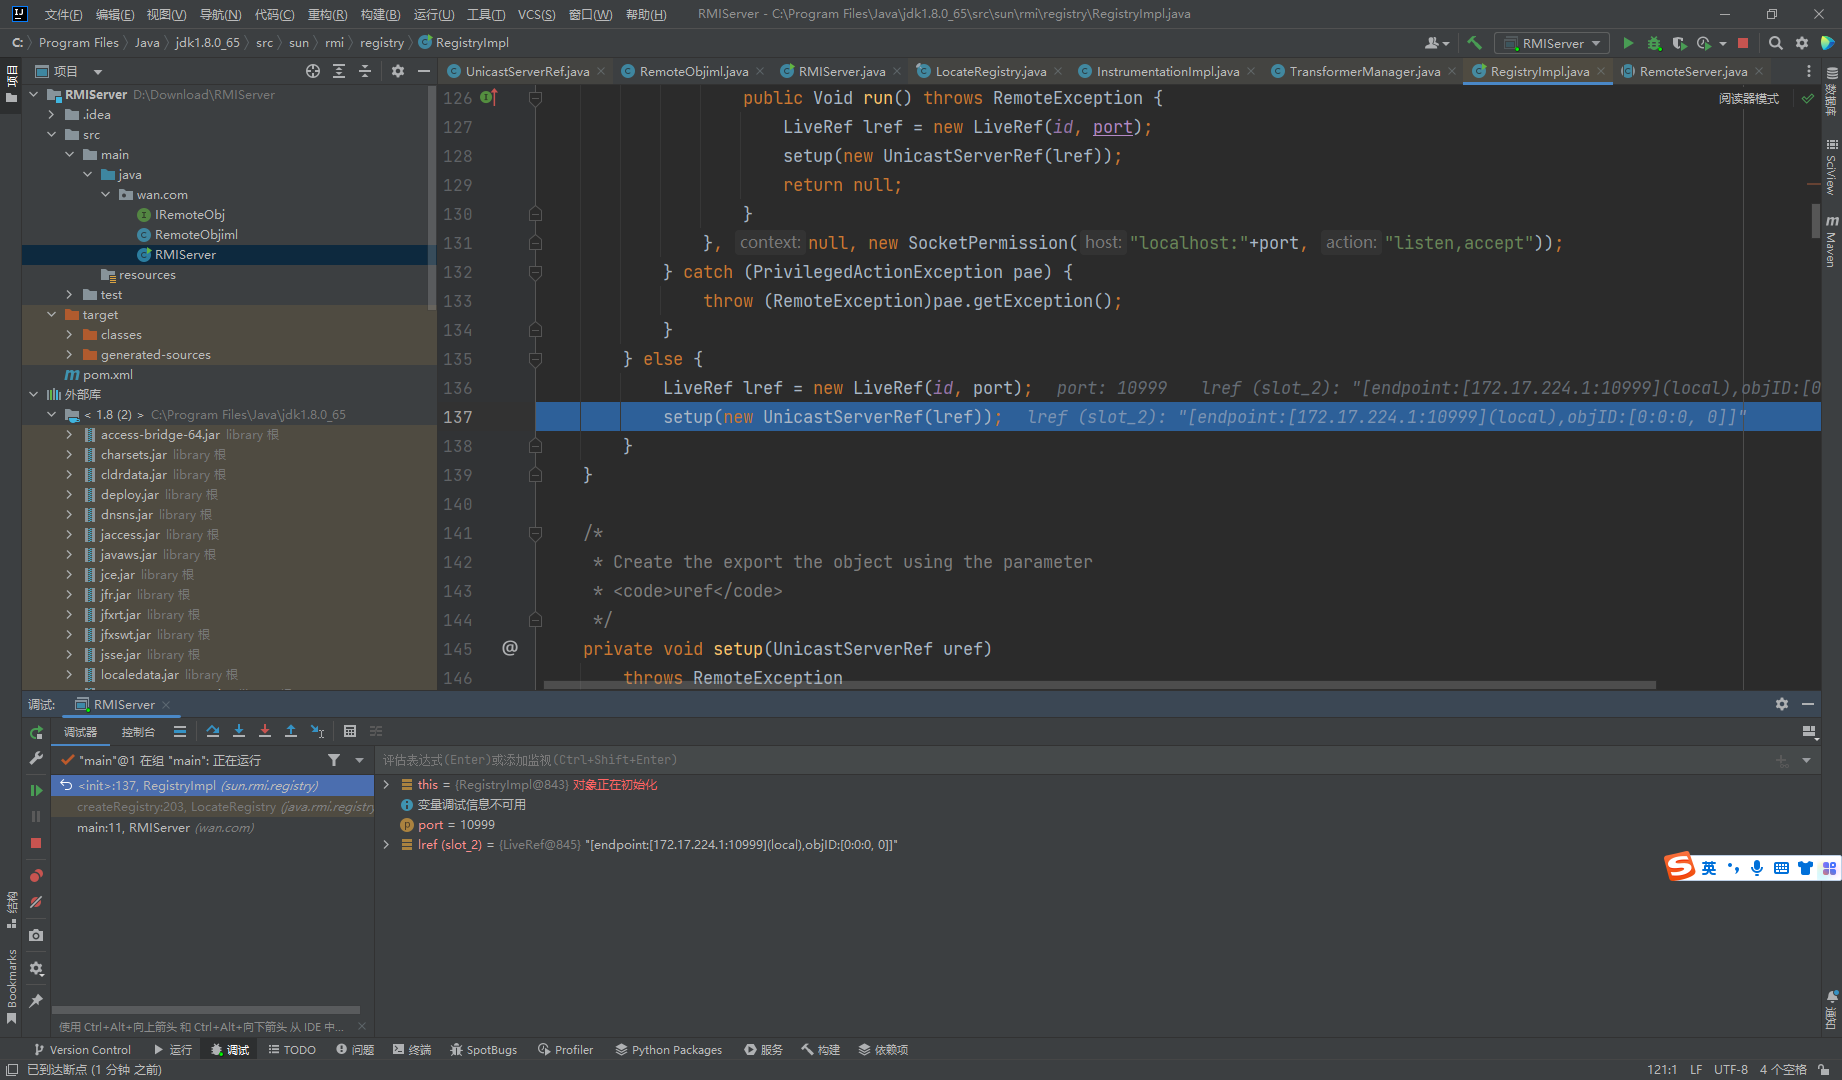 文件(F) 编辑(E) 视图(V) 导航(N) 代码(C) 重构(R) 构建(B) 运行(U) 工具(T) VCS(S) 窗口(W) 帮助(H) RMIServer - C:\Program Files\Java\jdk1.8.0_65\src\sun\rmi\registry\RegistryImpl.java
C: Program Files Java jdk1.8.0_65 src sun rmi registry RegistryImpl RMIServer
项目 UnicastServerRef.java RemoteObjiml.java RMIServer.java LocateRegistry.java InstrumentationImpl.java TransformerManager.java RegistryImpl.java RemoteServer.java
项目
数据库
SciView
Maven
通知
结构
Bookmarks
RMIServer D:\Download\RMIServer
.idea
src
main
java
wan.com
IRemoteObj
RemoteObjiml
RMIServer
resources
test
target
classes
generated-sources
pom.xml
外部库
< 1.8 (2) > C:\Program Files\Java\jdk1.8.0_65
access-bridge-64.jar library 根
charsets.jar library 根
cldrdata.jar library 根
deploy.jar library 根
dnsns.jar library 根
jaccess.jar library 根
javaws.jar library 根
jce.jar library 根
jfr.jar library 根
jfxrt.jar library 根
jfxswt.jar library 根
jsse.jar library 根
localedata.jar library 根
阅读器模式
126 public Void run() throws RemoteException {
127 LiveRef lref = new LiveRef(id, port);
128 setup(new UnicastServerRef(lref));
129 return null;
130 }
131 }, context: null, new SocketPermission( host: "localhost:"+port, action: "listen,accept"));
132 } catch (PrivilegedActionException pae) {
133 throw (RemoteException)pae.getException();
134 }
135 } else {
136 LiveRef lref = new LiveRef(id, port); port: 10999 lref (slot_2): "[endpoint:[172.17.224.1:10999](local),objID:[0
137 setup(new UnicastServerRef(lref)); lref (slot_2): "[endpoint:[172.17.224.1:10999](local),objID:[0:0:0, 0]]"
138 }
139 }
140
141 /*
142 * Create the export the object using the parameter
143 * <code>uref</code>
144 */
145 @ private void setup(UnicastServerRef uref)
146 throws RemoteException
调试: RMIServer
调试器 控制台
"main"@1 在组 "main": 正在运行
评估表达式(Enter)或添加监视(Ctrl+Shift+Enter)
<init>:137, RegistryImpl (sun.rmi.registry)
createRegistry:203, LocateRegistry (java.rmi.registry
main:11, RMIServer (wan.com)
this = {RegistryImpl@843} 对象正在初始化
变量调试信息不可用
port = 10999
lref (slot_2) = {LiveRef@845} "[endpoint:[172.17.224.1:10999](local),objID:[0:0:0, 0]]"
英
使用 Ctrl+Alt+向上箭头 和 Ctrl+Alt+向下箭头 从 IDE 中...
Version Control 运行 调试 TODO 问题 终端 SpotBugs Profiler Python Packages 服务 构建 依赖项
已到达断点 (1 分钟 之前) 121:1 LF UTF-8 4 个空格